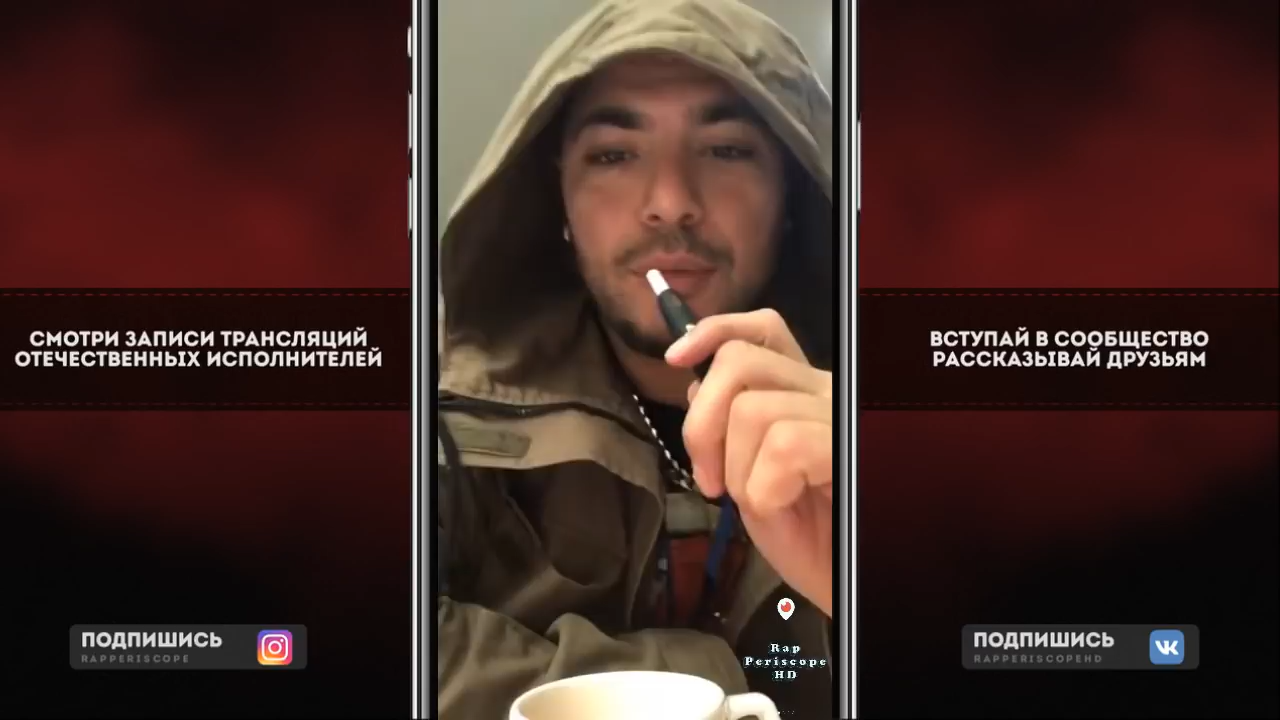 СМОТРИ ЗАПИСИ ТРАНСЛЯЦИЙ
ОТЕЧЕСТВЕННЫХ ИСПОЛНИТЕЛЕЙ
ВСТУПАЙ В СООБЩЕСТВО
РАССКАЗЫВАЙ ДРУЗЬЯМ
ПОДПИШИСЬ
RAPPERISCOPE
Rap
Periscope
HD
ПОДПИШИСЬ
RAPPERISCOPEHD